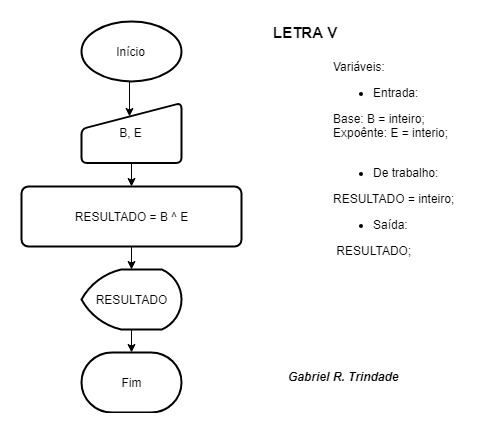 Início
B, E
RESULTADO = B ^ E
RESULTADO
Fim
LETRA V
Variáveis:
• Entrada:
Base: B = inteiro;
Expoênte: E = interio;
• De trabalho:
RESULTADO = inteiro;
• Saída:
RESULTADO;
Gabriel R. Trindade